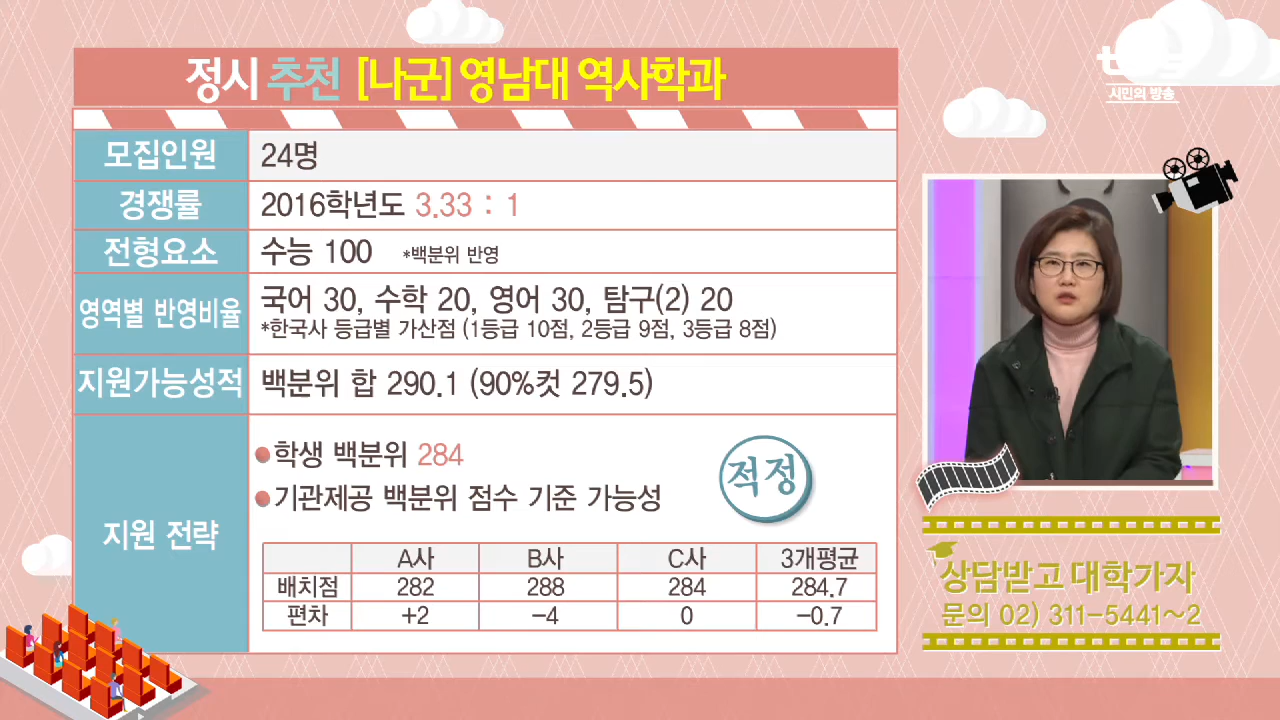 정시 추천 [나군] 영남대 역사학과
시민의 방송
모집인원 24명
경쟁률 2016학년도 3.33 : 1
전형요소 수능 100 *백분위 반영
영역별 반영비율 국어 30, 수학 20, 영어 30, 탐구(2) 20
*한국사 등급별 가산점 (1등급 10점, 2등급 9점, 3등급 8점)
지원가능성적 백분위 합 290.1 (90%컷 279.5)
지원 전략
●학생 백분위 284
●기관제공 백분위 점수 기준 가능성
적정
A사 B사 C사 3개평균
배치점 282 288 284 284.7
편차 +2 -4 0 -0.7
상담받고 대학가자
문의 02) 311-5441~2